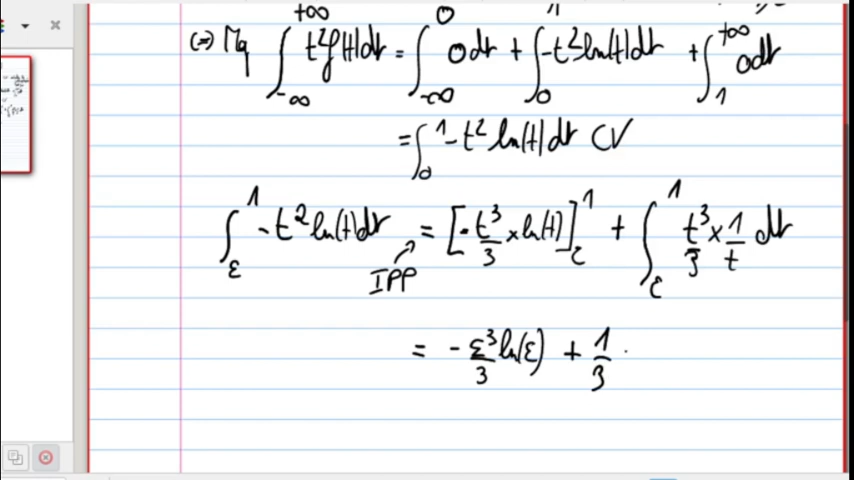 (=) Mq ∫_{-∞}^{+∞} t²f(t)dt = ∫_{-∞}^{0} 0dt + ∫_{0}^{1} -t²ln(t)dt + ∫_{1}^{+∞} 0dt
= ∫_{0}^{1} -t² ln(t)dt CV
∫_{ε}^{1} -t² ln(t)dt = [-t³/3 × ln(t)]_{ε}^{1} + ∫_{ε}^{1} t³/3 × 1/t dt
IPP
= -ε³/3 ln(ε) + 1/3